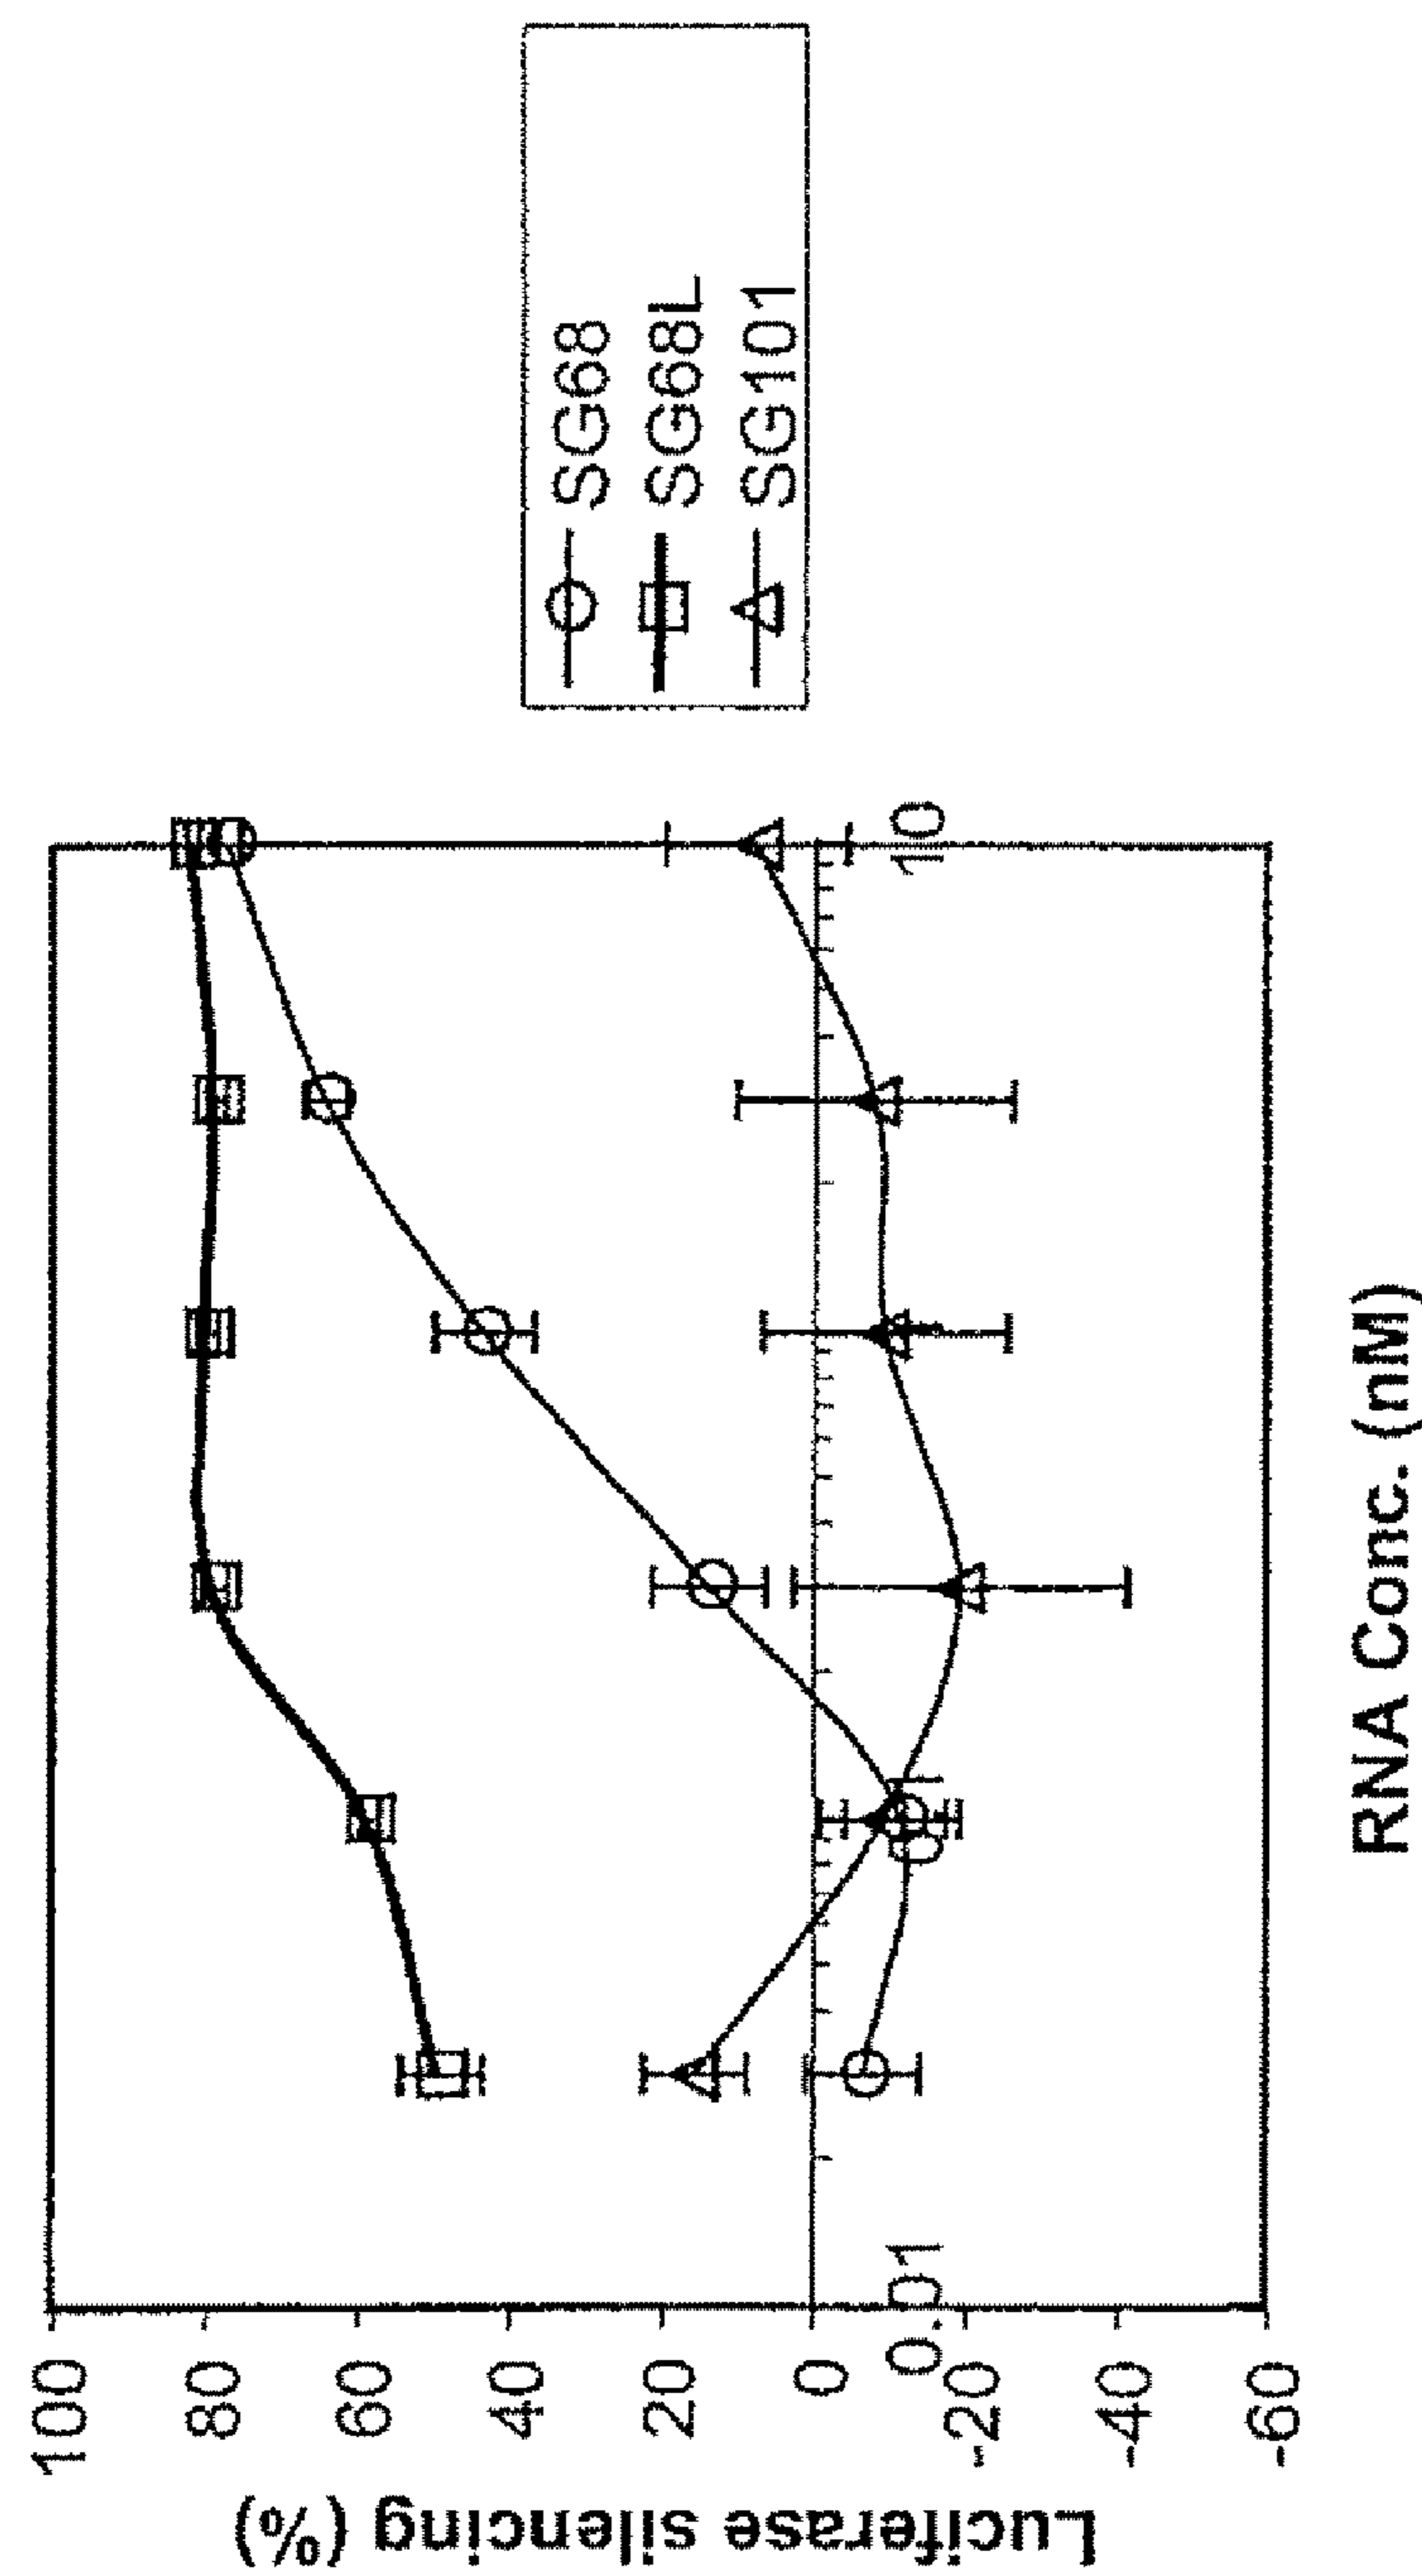 Luciferase silencing (%)
100
80
60
40
20
0
-20
-40
-60
0.01
0.1
1
10
RNA Conc. (nM)
SG68
SG68L
SG101